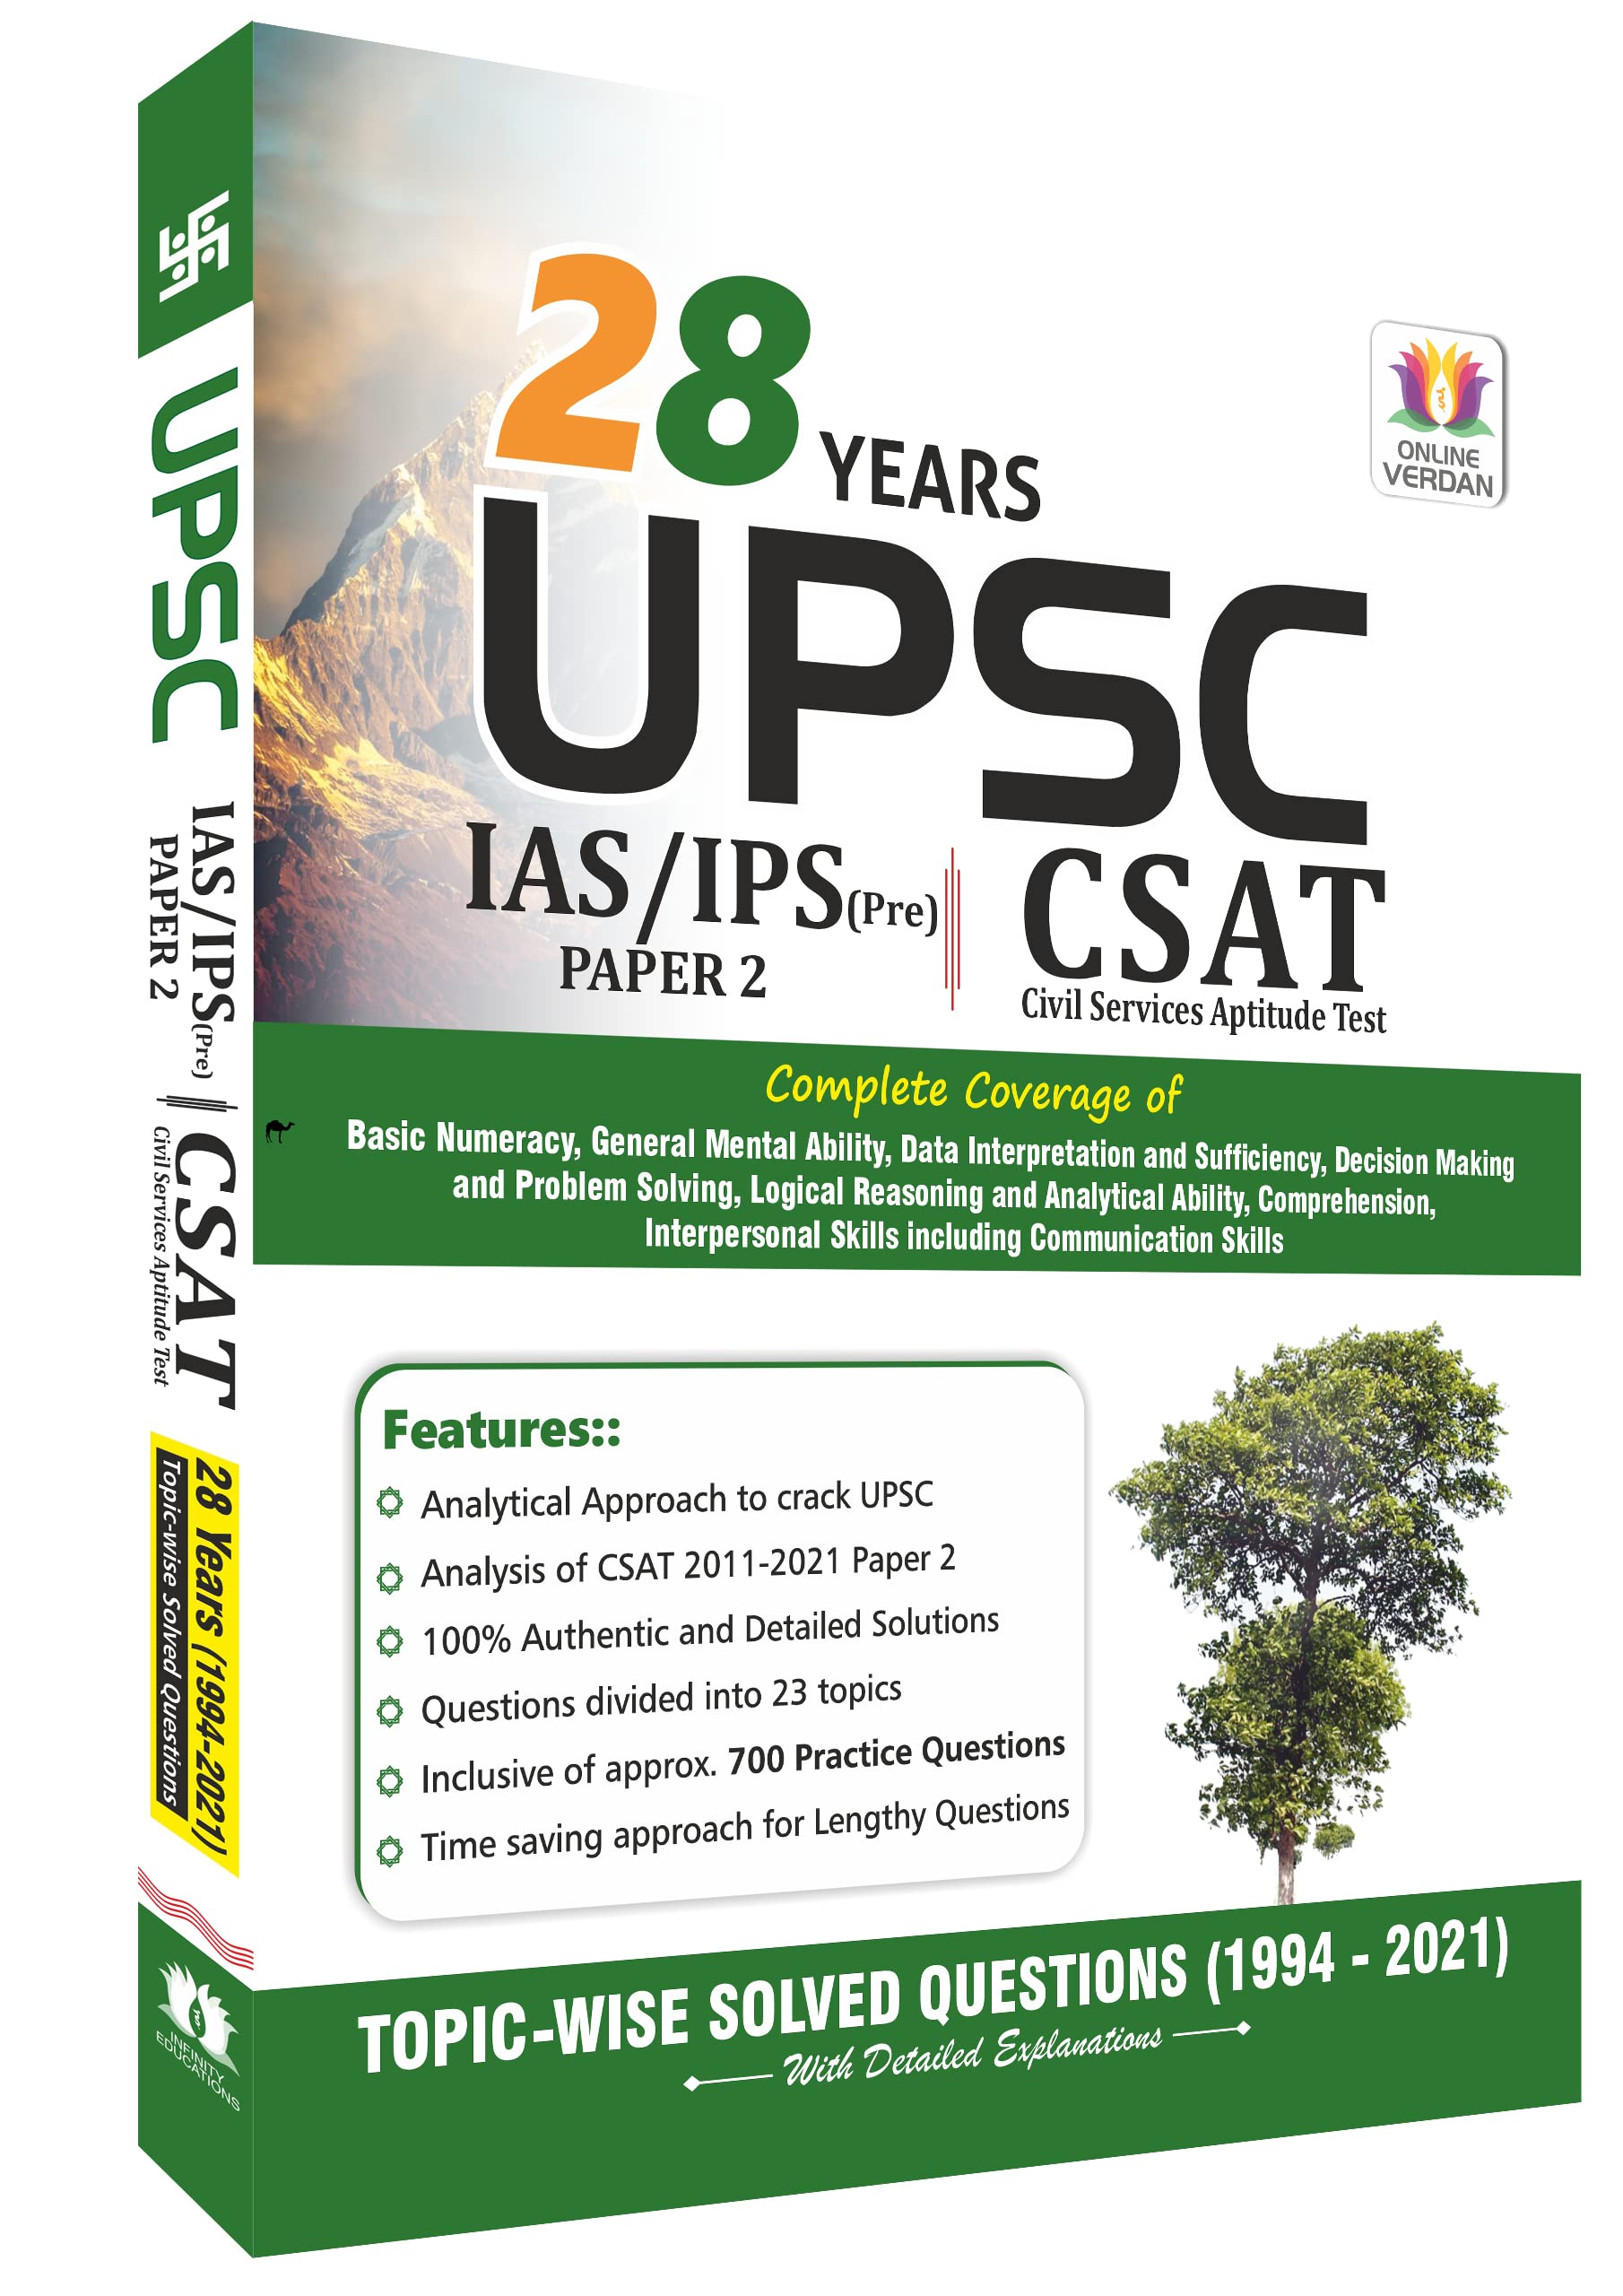 28 YEARS
UPSC
IAS/IPS(Pre)
PAPER 2
CSAT
Civil Services Aptitude Test
ONLINE
VERDAN
Complete Coverage of
Basic Numeracy, General Mental Ability, Data Interpretation and Sufficiency, Decision Making
and Problem Solving, Logical Reasoning and Analytical Ability, Comprehension,
Interpersonal Skills including Communication Skills
Features::
Analytical Approach to crack UPSC
Analysis of CSAT 2011-2021 Paper 2
100% Authentic and Detailed Solutions
Questions divided into 23 topics
Inclusive of approx. 700 Practice Questions
Time saving approach for Lengthy Questions
TOPIC-WISE SOLVED QUESTIONS (1994 - 2021)
With Detailed Explanations
UPSC
IAS/IPS(Pre)
PAPER 2
CSAT
Civil Services Aptitude Test
28 Years (1994-2021)
Topic-wise Solved Questions
INFINITY
EDUCATIONS